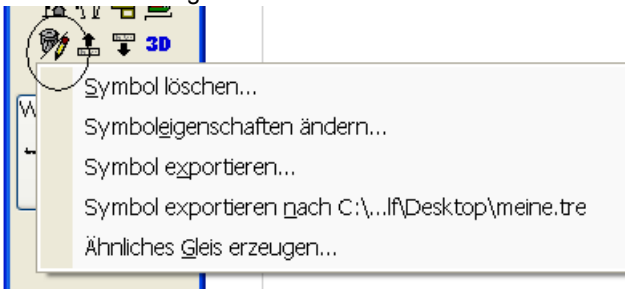 3D
Symbol löschen...
Symboleigenschaften ändern...
Symbol exportieren...
Symbol exportieren nach C:\...lf\Desktop\meine.tre
Ähnliches Gleis erzeugen...